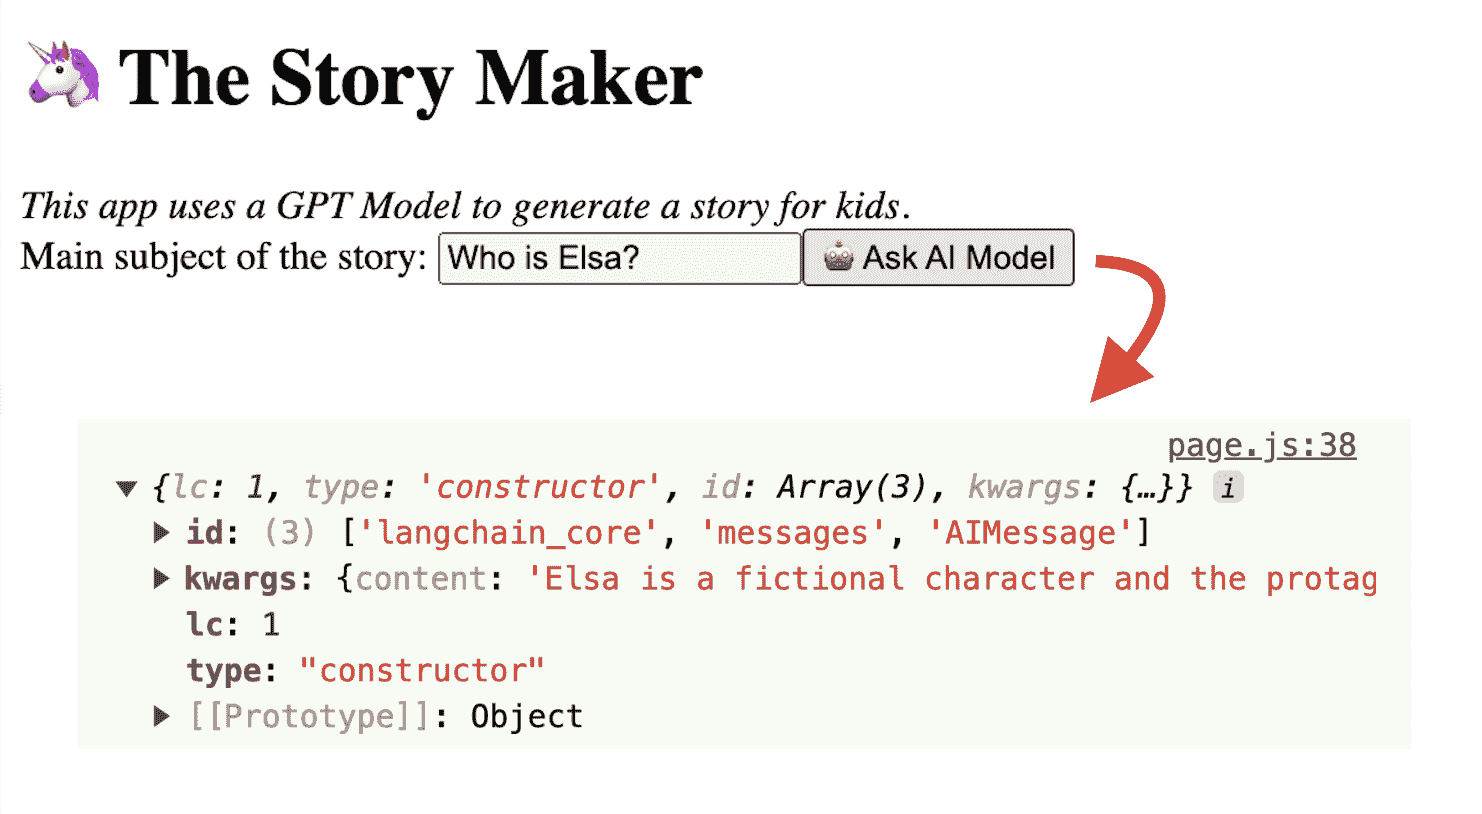 The Story Maker
This app uses a GPT Model to generate a story for kids.
Main subject of the story: Who is Elsa? 🤖 Ask AI Model
page.js:38
▼ {lc: 1, type: 'constructor', id: Array(3), kwargs: {…}} i
▶ id: (3) ['langchain_core', 'messages', 'AIMessage']
▶ kwargs: {content: 'Elsa is a fictional character and the protag
lc: 1
type: "constructor"
▶ [[Prototype]]: Object